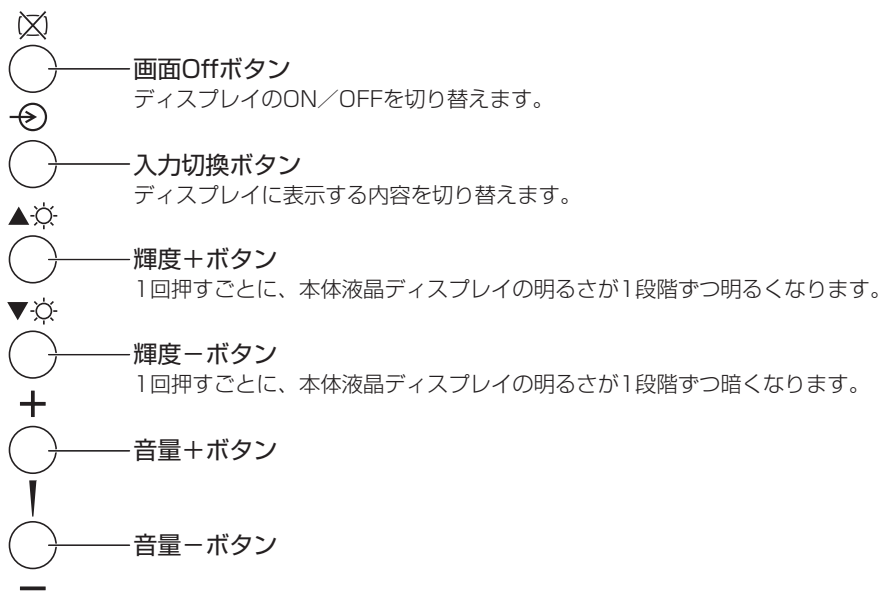 画面Offボタン
ディスプレイのON／OFFを切り替えます。
入力切換ボタン
ディスプレイに表示する内容を切り替えます。
輝度＋ボタン
1回押すごとに、本体液晶ディスプレイの明るさが1段階ずつ明るくなります。
輝度－ボタン
1回押すごとに、本体液晶ディスプレイの明るさが1段階ずつ暗くなります。
＋
音量＋ボタン
音量－ボタン
－